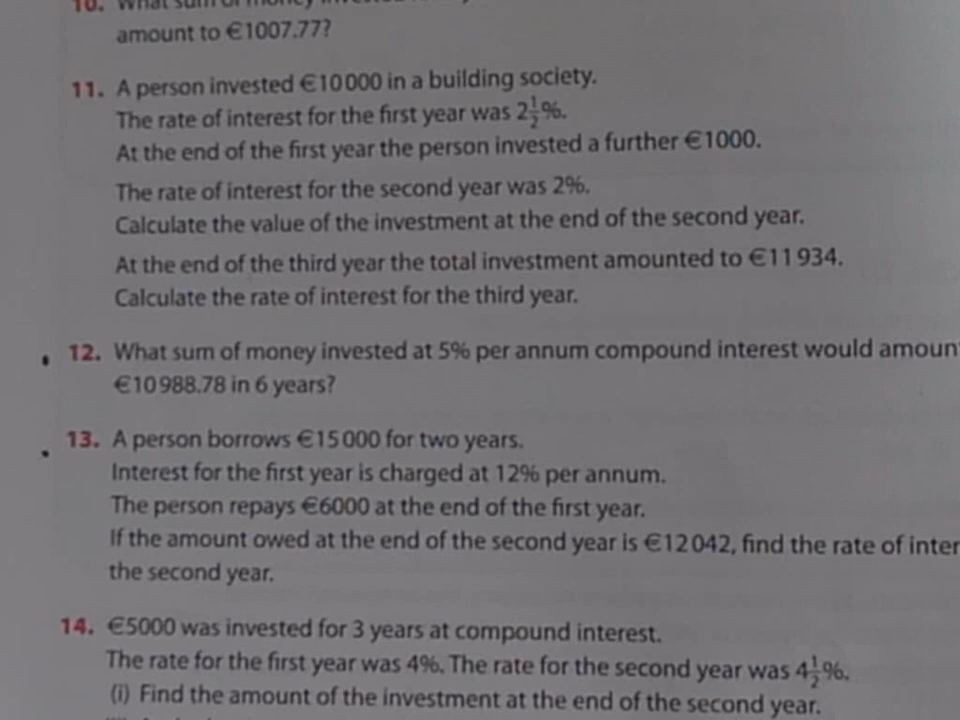 10. What sum of money
amount to €1007.77?
11. A person invested €10 000 in a building society.
The rate of interest for the first year was 2½%.
At the end of the first year the person invested a further €1000.
The rate of interest for the second year was 2%.
Calculate the value of the investment at the end of the second year.
At the end of the third year the total investment amounted to €11 934.
Calculate the rate of interest for the third year.
12. What sum of money invested at 5% per annum compound interest would amoun
€10 988.78 in 6 years?
13. A person borrows €15 000 for two years.
Interest for the first year is charged at 12% per annum.
The person repays €6000 at the end of the first year.
If the amount owed at the end of the second year is €12 042, find the rate of inter
the second year.
14. €5000 was invested for 3 years at compound interest.
The rate for the first year was 4%. The rate for the second year was 4½%.
(i) Find the amount of the investment at the end of the second year.